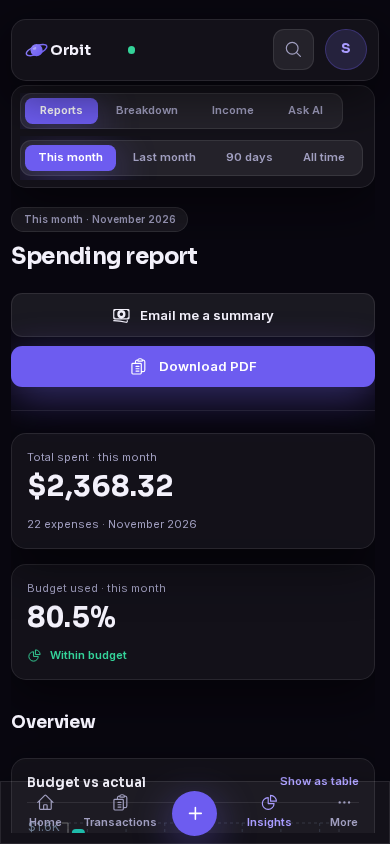 Orbit
S
Reports Breakdown Income Ask AI
This month Last month 90 days All time
This month · November 2026
Spending report
Email me a summary
Download PDF
Total spent · this month
$2,368.32
22 expenses · November 2026
Budget used · this month
80.5%
Within budget
Overview
Budget vs actual Show as table
Home Transactions Insights More
$1.0K